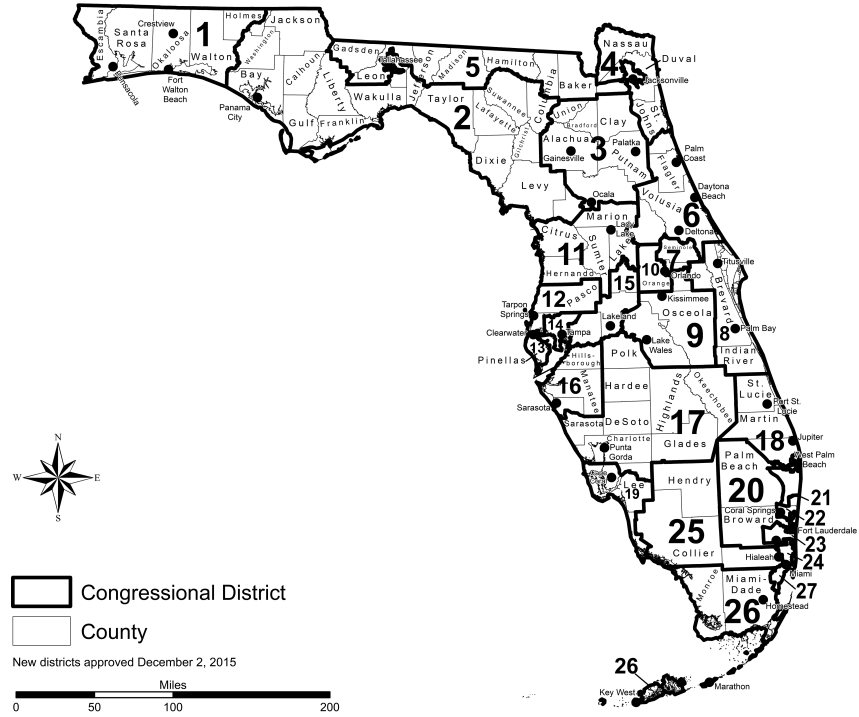 Escambia
Santa
Rosa
Crestview
Okaloosa
1
Walton
Holmes
Jackson
Washington
Pensacola
Fort
Walton
Beach
Bay
Panama
City
Calhoun
Liberty
Gulf
Franklin
Gadsden
Tallahassee
Leon
Wakulla
Jefferson
Madison
5
Hamilton
Taylor
2
Suwannee
Lafayette
Columbia
Baker
Nassau
4
Duval
Jacksonville
St.
Johns
Union
Bradford
Clay
Alachua
3
Gainesville
Palatka
Putnam
Gilchrist
Dixie
Levy
Flagler
Palm
Coast
Ocala
Marion
Volusia
Daytona
Beach
6
Deltona
Citrus
11
Sumter
Lady
Lake
Lake
Hernando
Seminole
7
10
Orange
Orlando
Titusville
Brevard
12
Pasco
15
Kissimmee
Osceola
Tarpon
Springs
Clearwater
14
Tampa
13
Lakeland
9
8
Palm Bay
Lake
Wales
Indian
River
Pinellas
Hills-
borough
Polk
16
Manatee
Hardee
Highlands
Okeechobee
St.
Lucie
Port St.
Lucie
Sarasota
Sarasota
DeSoto
17
Martin
Charlotte
Punta
Gorda
Glades
18
Jupiter
West Palm
Beach
Palm
Beach
Lee
19
Hendry
20
21
Coral Springs
22
Broward
Fort Lauderdale
25
23
Collier
Hialeah
24
Miami
27
Monroe
Miami-
Dade
26
Homestead
26
Key West
Marathon
N
W
E
S
Congressional District
County
New districts approved December 2, 2015
Miles
0
50
100
200